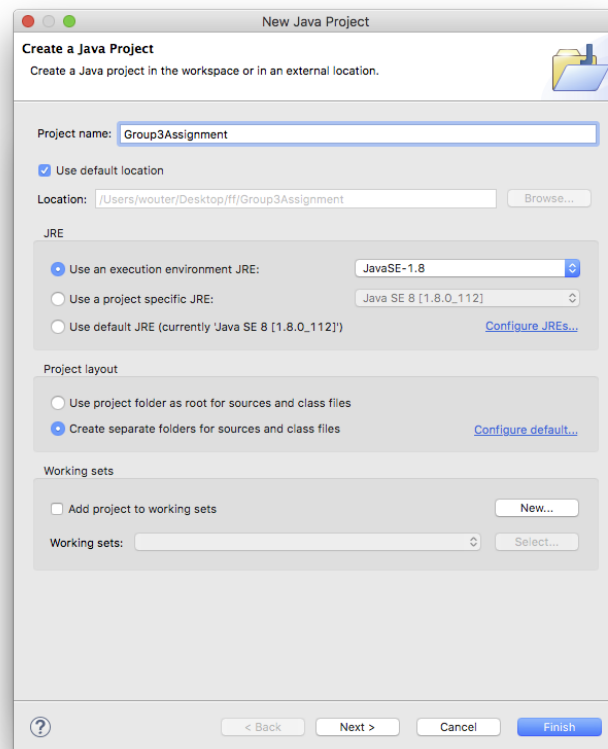 New Java Project
Create a Java Project
Create a Java project in the workspace or in an external location.
Project name: Group3Assignment
Use default location
Location: /Users/wouter/Desktop/ff/Group3Assignment Browse...
JRE
Use an execution environment JRE: JavaSE-1.8
Use a project specific JRE: Java SE 8 [1.8.0_112]
Use default JRE (currently 'Java SE 8 [1.8.0_112]') Configure JREs...
Project layout
Use project folder as root for sources and class files
Create separate folders for sources and class files Configure default...
Working sets
Add project to working sets New...
Working sets: Select...
? < Back Next > Cancel Finish